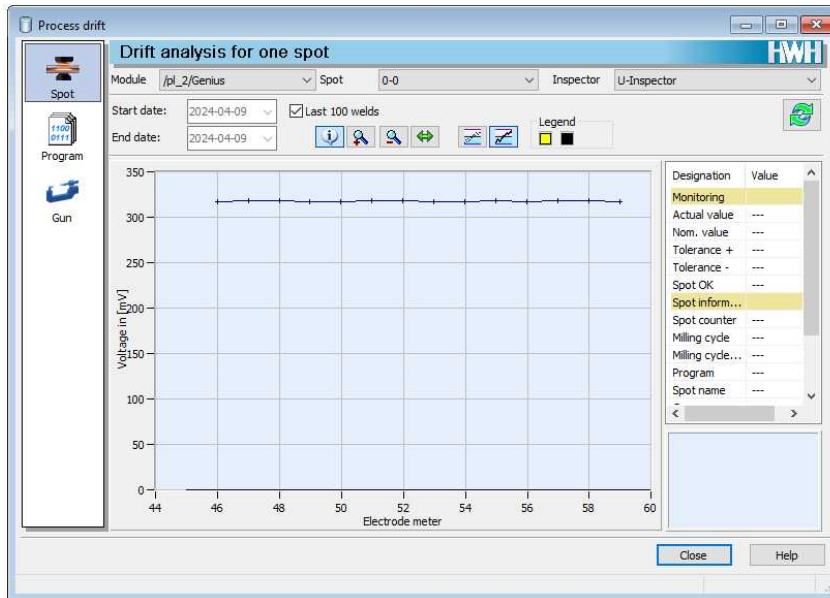 Process drift
Drift analysis for one spot
HWH
Module /pl_2/Genius Spot 0-0 Inspector U-Inspector
Spot
Start date: 2024-04-09 Last 100 welds
End date: 2024-04-09
Legend
1100
0111
Program
Gun
Designation Value
Monitoring
Actual value ---
Nom. value ---
Tolerance + ---
Tolerance - ---
Spot OK ---
Spot inform...
Spot counter ---
Milling cycle ---
Milling cycle... ---
Program ---
Spot name ---
350
300
250
200
150
100
50
0
Voltage in [mV]
44 46 48 50 52 54 56 58 60
Electrode meter
Close Help